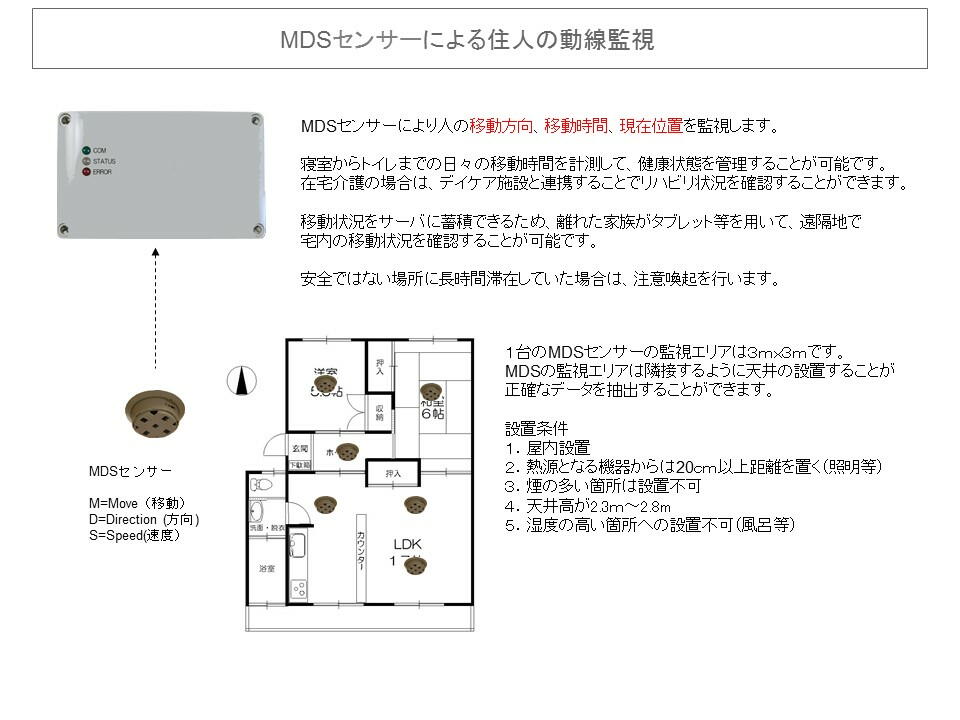 MDSセンサーによる住人の動線監視
COM
STATUS
ERROR
MDSセンサーにより人の移動方向、移動時間、現在位置を監視します。
寝室からトイレまでの日々の移動時間を計測して、健康状態を管理することが可能です。
在宅介護の場合は、デイケア施設と連携することでリハビリ状況を確認することができます。
移動状況をサーバに蓄積できるため、離れた家族がタブレット等を用いて、遠隔地で
宅内の移動状況を確認することが可能です。
安全ではない場所に長時間滞在していた場合は、注意喚起を行います。
MDSセンサー
M=Move（移動）
D=Direction (方向)
S=Speed(速度）
洋室
押入
6帖
収納
玄関
下駄箱
ホ
押入
洗面・脱衣
カウンター
LDK
浴室
１台のMDSセンサーの監視エリアは３ｍx３ｍです。
MDSの監視エリアは隣接するように天井の設置することが
正確なデータを抽出することができます。
設置条件
１．屋内設置
２．熱源となる機器からは20cm以上距離を置く（照明等）
３．煙の多い箇所は設置不可
４．天井高が2.3m～2.8m
５．湿度の高い箇所への設置不可（風呂等）